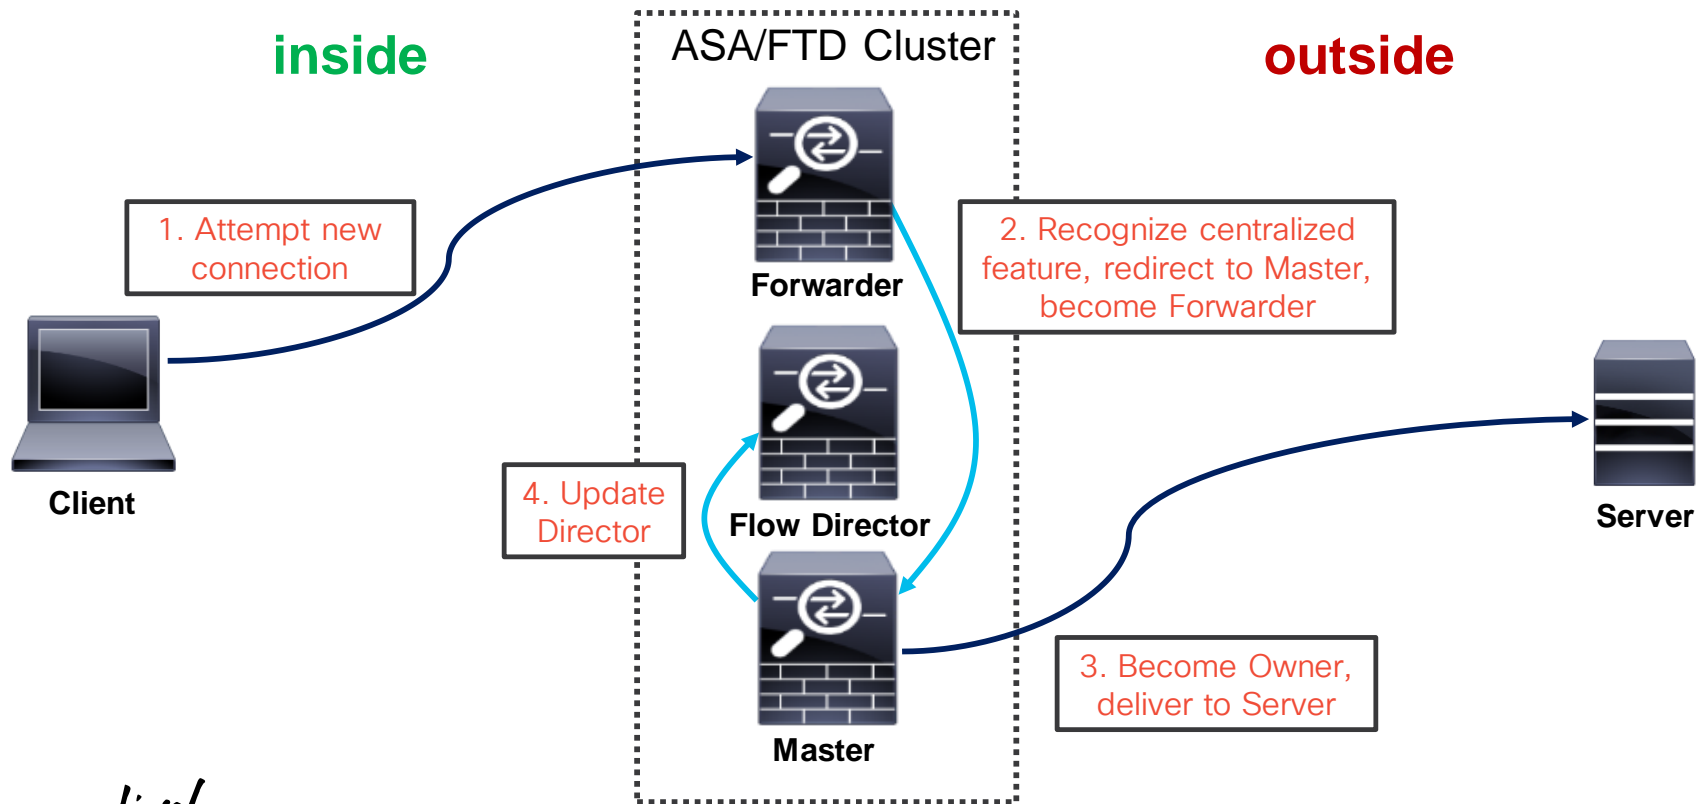 inside
ASA/FTD Cluster
outside
1. Attempt new
connection
Forwarder
2. Recognize centralized
feature, redirect to Master,
become Forwarder
Client
4. Update
Director
Flow Director
Server
3. Become Owner,
deliver to Server
Master